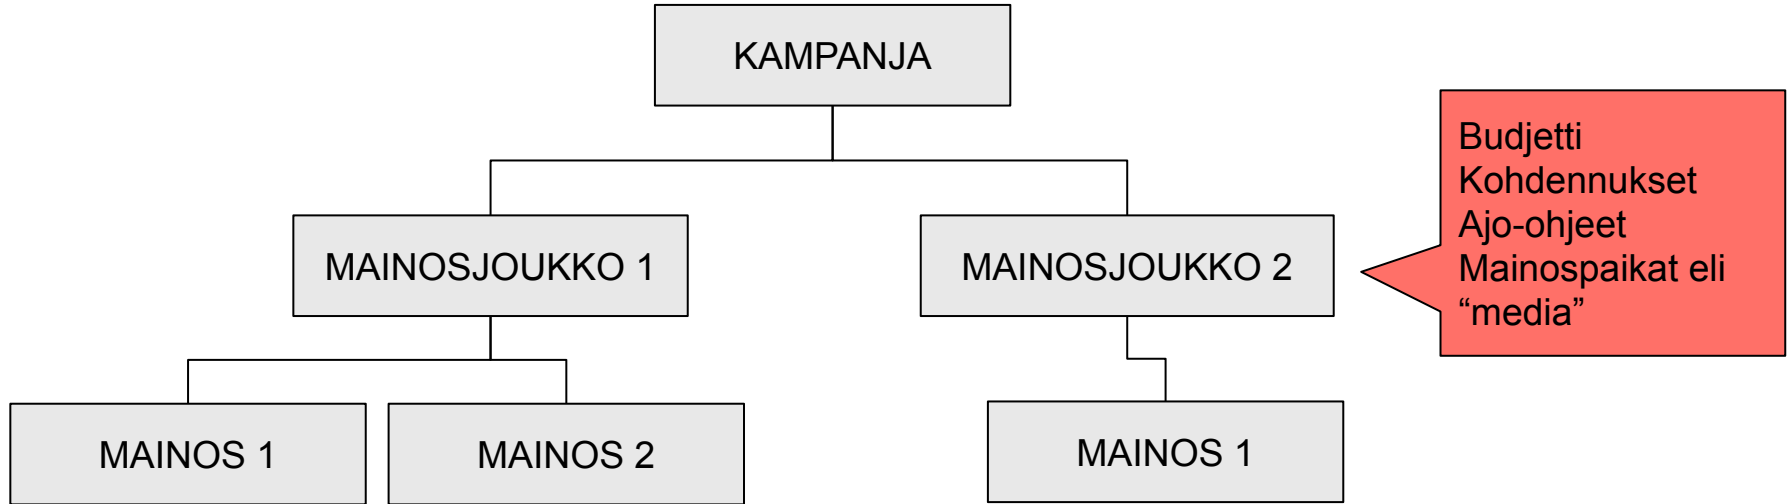 KAMPANJA
Budjetti
Kohdennukset
Ajo-ohjeet
Mainospaikat eli
“media”
MAINOSJOUKKO 1
MAINOSJOUKKO 2
MAINOS 1
MAINOS 2
MAINOS 1